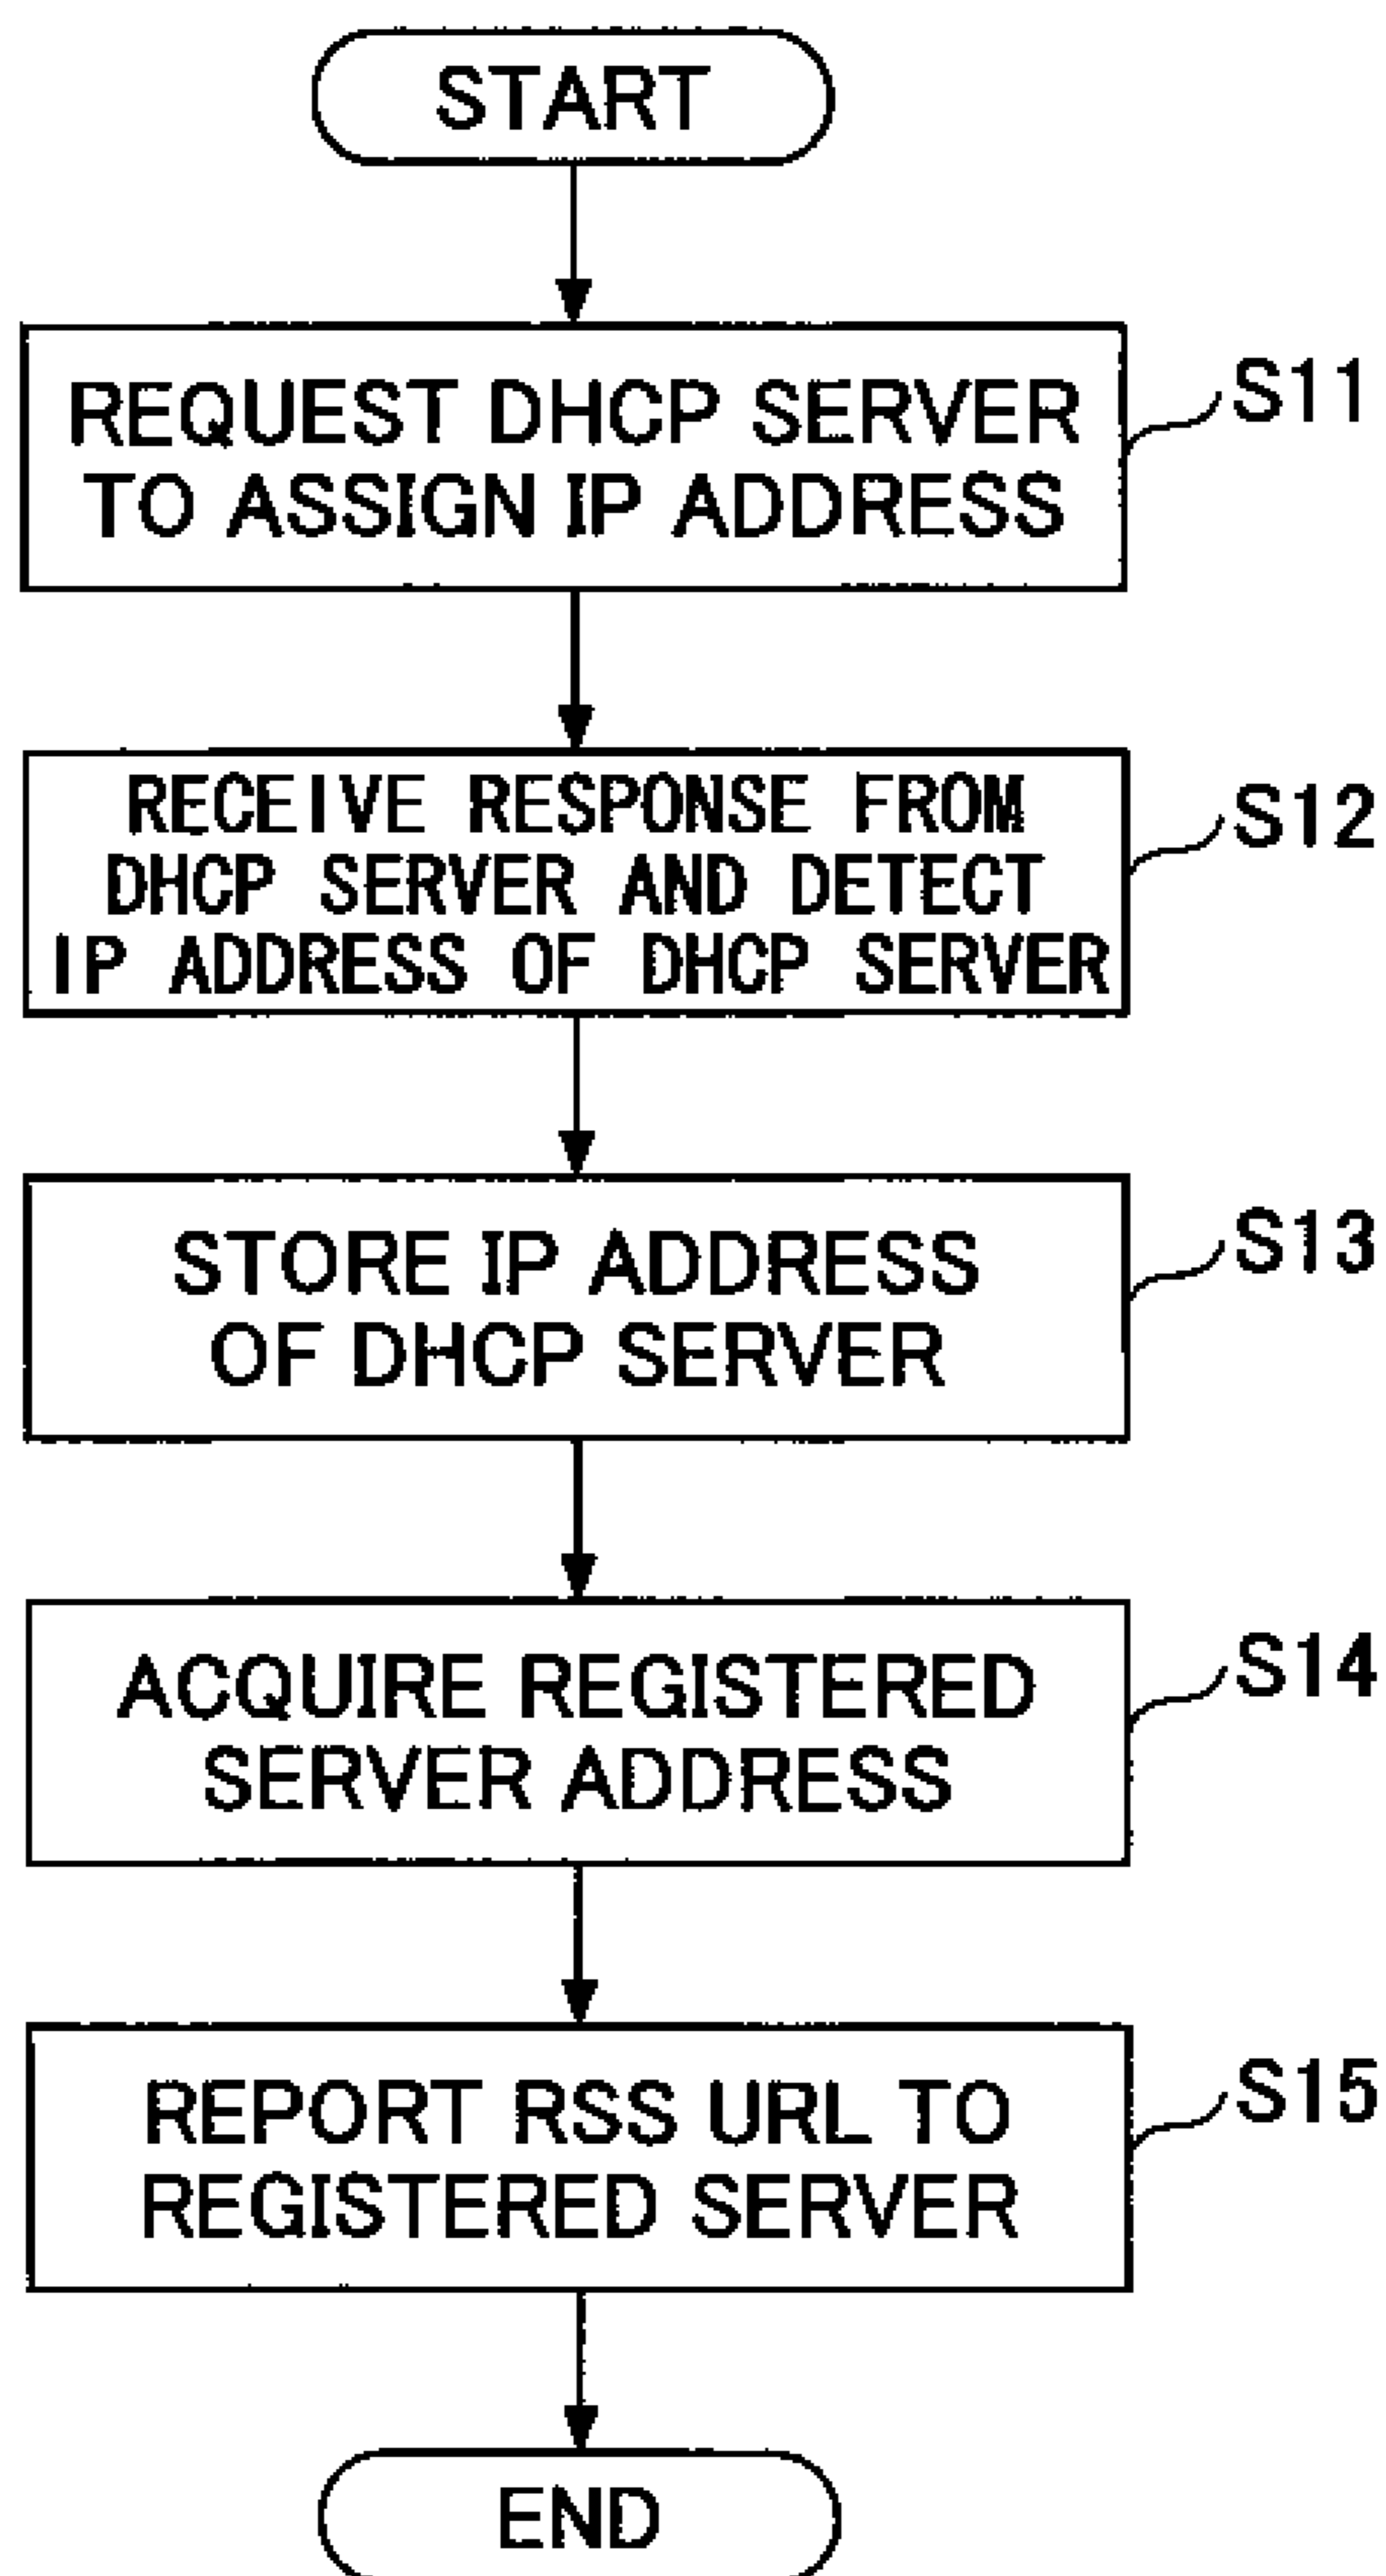 START
REQUEST DHCP SERVER
TO ASSIGN IP ADDRESS
S11
RECEIVE RESPONSE FROM
DHCP SERVER AND DETECT
IP ADDRESS OF DHCP SERVER
S12
STORE IP ADDRESS
OF DHCP SERVER
S13
ACQUIRE REGISTERED
SERVER ADDRESS
S14
REPORT RSS URL TO
REGISTERED SERVER
S15
END